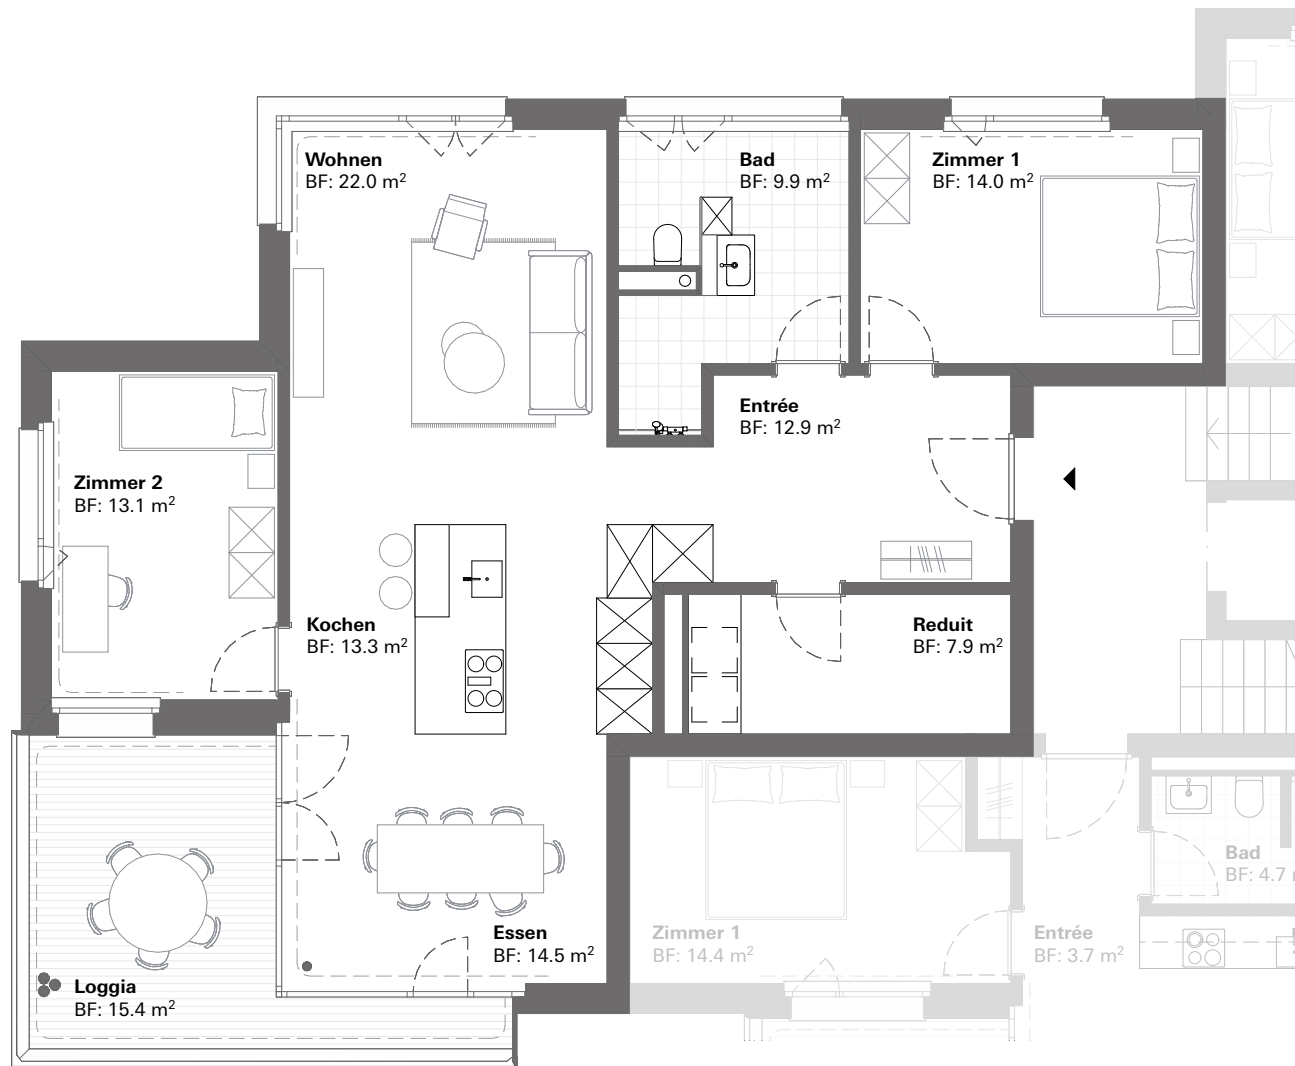 Wohnen
BF: 22.0 m²
Bad
BF: 9.9 m²
Zimmer 1
BF: 14.0 m²
Entrée
BF: 12.9 m²
Zimmer 2
BF: 13.1 m²
Kochen
BF: 13.3 m²
Reduit
BF: 7.9 m²
Essen
BF: 14.5 m²
Loggia
BF: 15.4 m²
Zimmer 1
BF: 14.4 m²
Entrée
BF: 3.7 m²
Bad
BF: 4.7